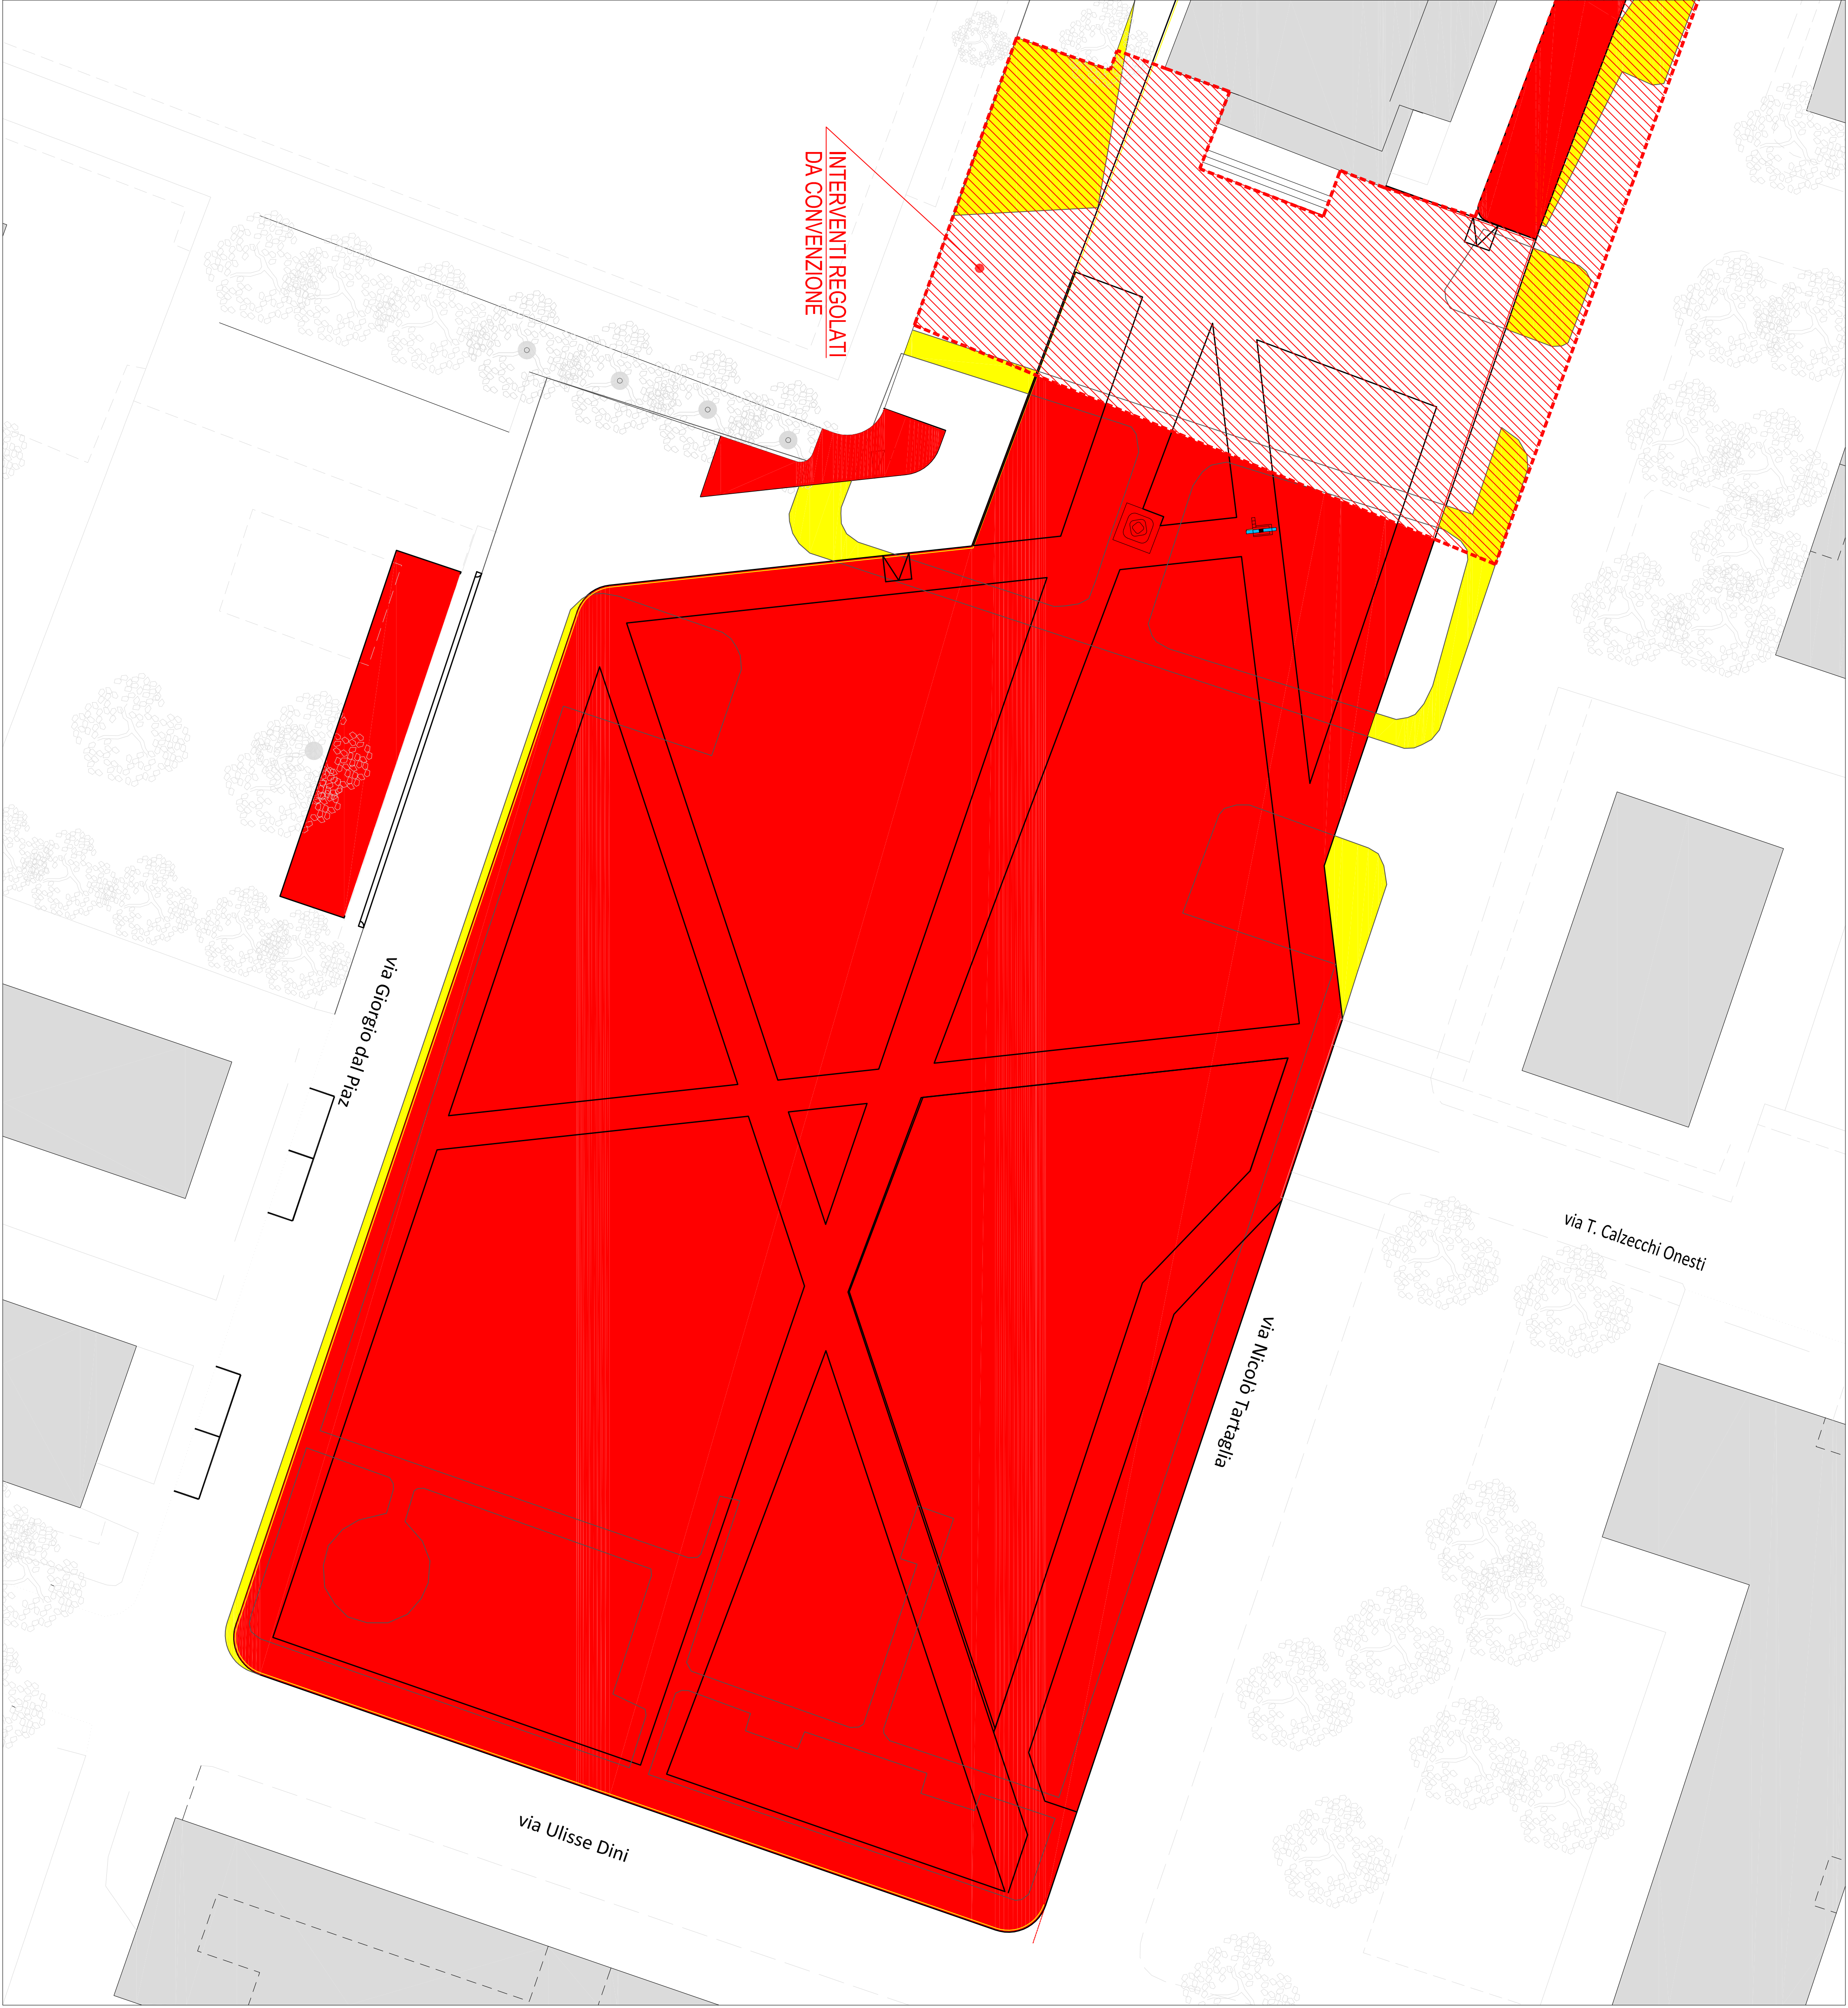 INTERVENTI REGOLATI
DA CONVENZIONE
via Giorgio dal Piaz
via T. Calzecchi Onesti
via Nicolò Tartaglia
via Ulisse Dini